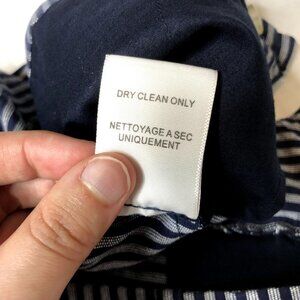 DRY CLEAN ONLY
NETTOYAGE A SEC
UNIQUEMENT